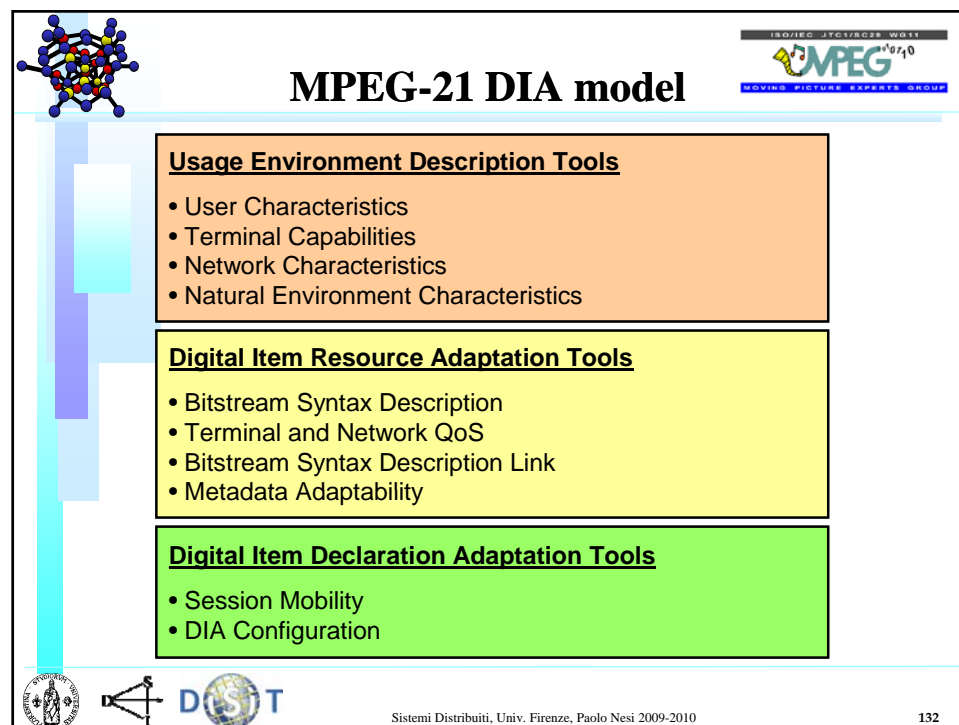 ISO/IEC JTC1/SC29 WG11
MPEG
MOVING PICTURE EXPERTS GROUP
MPEG-21 DIA model
Usage Environment Description Tools
• User Characteristics
• Terminal Capabilities
• Network Characteristics
• Natural Environment Characteristics
Digital Item Resource Adaptation Tools
• Bitstream Syntax Description
• Terminal and Network QoS
• Bitstream Syntax Description Link
• Metadata Adaptability
Digital Item Declaration Adaptation Tools
• Session Mobility
• DIA Configuration
DISIT
Sistemi Distribuiti, Univ. Firenze, Paolo Nesi 2009-2010
132